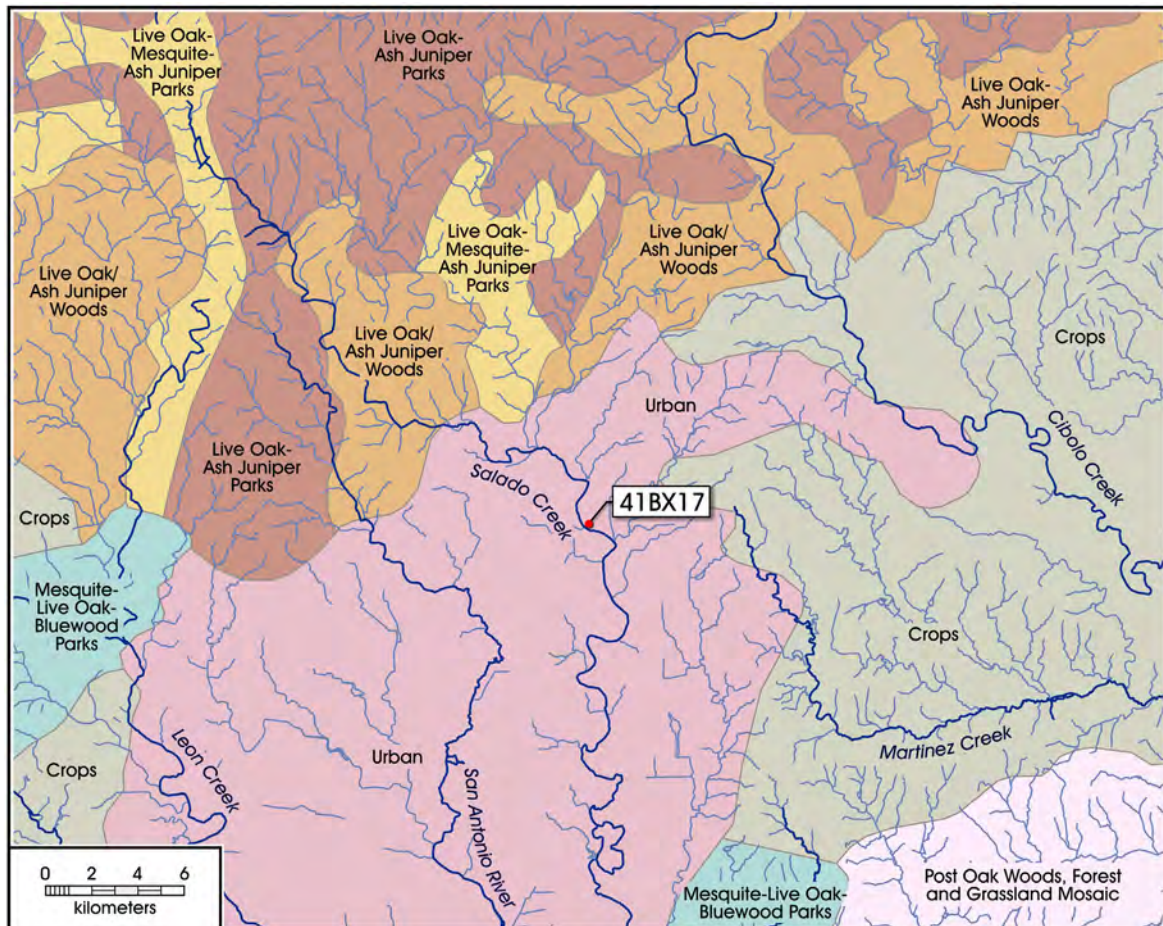 Live Oak-
Mesquite-
Ash Juniper
Parks
Live Oak-
Ash Juniper
Parks
Live Oak-
Ash Juniper
Woods
Live Oak-
Mesquite-
Ash Juniper
Parks
Live Oak/
Ash Juniper
Woods
Live Oak/
Ash Juniper
Woods
Live Oak/
Ash Juniper
Woods
Crops
Urban
Live Oak-
Ash Juniper
Parks
Cibolo Creek
Salado Creek
41BX17
Crops
Mesquite-
Live Oak-
Bluewood
Parks
Crops
Leon Creek
Urban
San Antonio River
Martinez Creek
Crops
0 2 4 6
kilometers
Mesquite-Live Oak-
Bluewood Parks
Post Oak Woods, Forest
and Grassland Mosaic